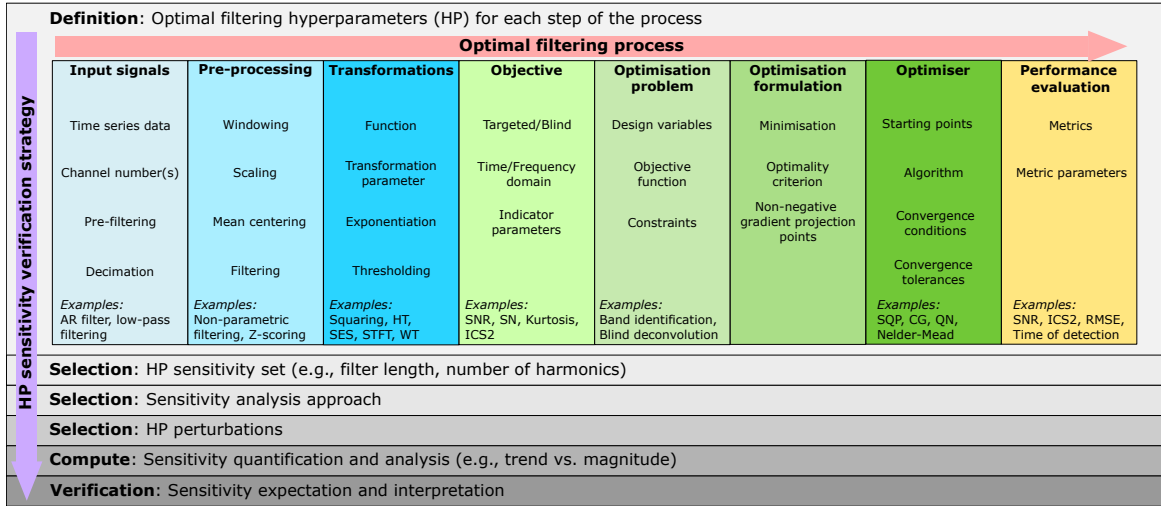 Definition: Optimal filtering hyperparameters (HP) for each step of the process
Optimal filtering process
HP sensitivity verification strategy
Input signals
Time series data
Channel number(s)
Pre-filtering
Decimation
Examples:
AR filter, low-pass
filtering
Pre-processing
Windowing
Scaling
Mean centering
Filtering
Examples:
Non-parametric
filtering, Z-scoring
Transformations
Function
Transformation
parameter
Exponentiation
Thresholding
Examples:
Squaring, HT,
SES, STFT, WT
Objective
Targeted/Blind
Time/Frequency
domain
Indicator
parameters
Examples:
SNR, SN, Kurtosis,
ICS2
Optimisation
problem
Design variables
Objective
function
Constraints
Examples:
Band identification,
Blind deconvolution
Optimisation
formulation
Minimisation
Optimality
criterion
Non-negative
gradient projection
points
Optimiser
Starting points
Algorithm
Convergence
conditions
Convergence
tolerances
Examples:
SQP, CG, QN,
Nelder-Mead
Performance
evaluation
Metrics
Metric parameters
Examples:
SNR, ICS2, RMSE,
Time of detection
Selection: HP sensitivity set (e.g., filter length, number of harmonics)
Selection: Sensitivity analysis approach
Selection: HP perturbations
Compute: Sensitivity quantification and analysis (e.g., trend vs. magnitude)
Verification: Sensitivity expectation and interpretation